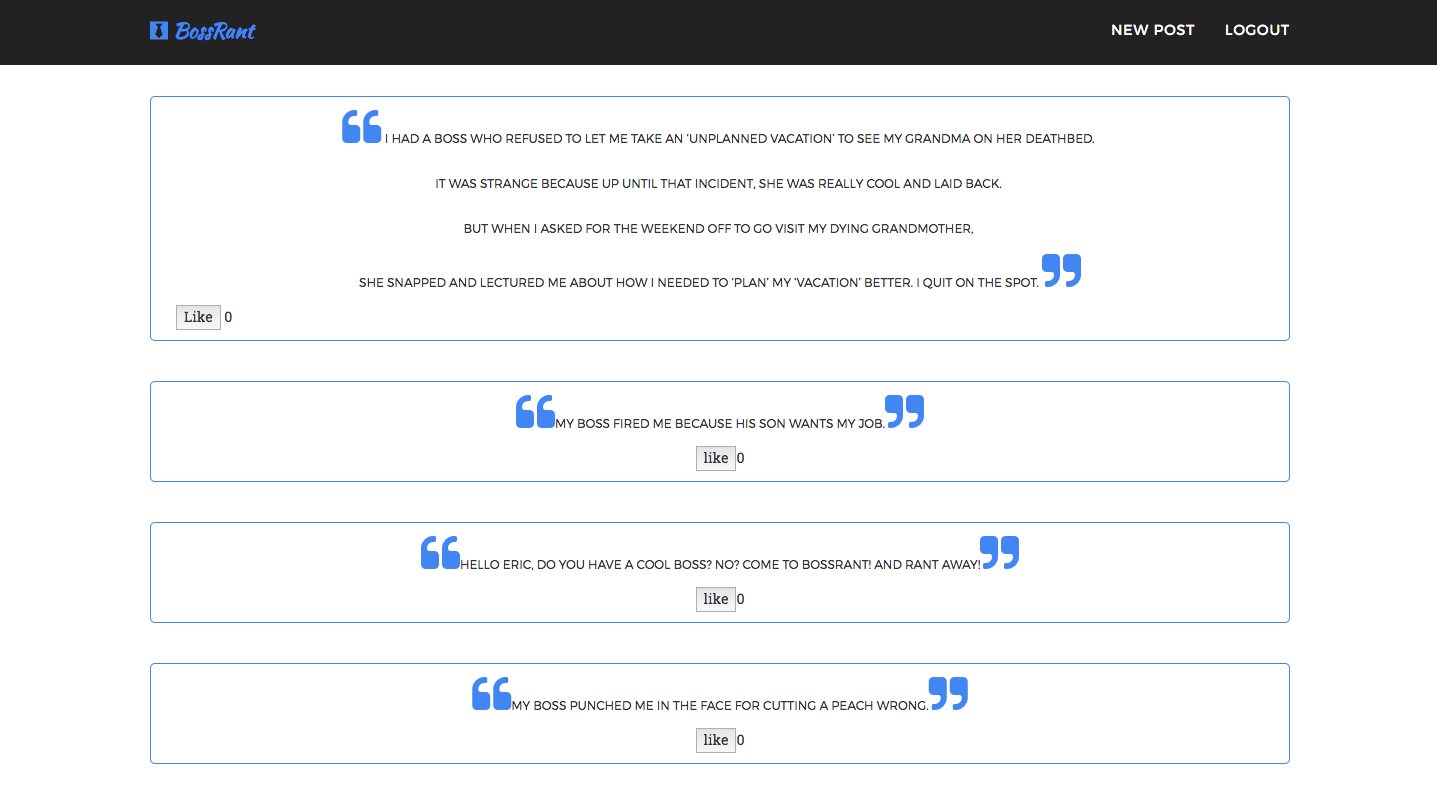 BossRant
NEW POST LOGOUT
“ I HAD A BOSS WHO REFUSED TO LET ME TAKE AN ‘UNPLANNED VACATION’ TO SEE MY GRANDMA ON HER DEATHBED.
IT WAS STRANGE BECAUSE UP UNTIL THAT INCIDENT, SHE WAS REALLY COOL AND LAID BACK.
BUT WHEN I ASKED FOR THE WEEKEND OFF TO GO VISIT MY DYING GRANDMOTHER,
SHE SNAPPED AND LECTURED ME ABOUT HOW I NEEDED TO ‘PLAN’ MY ‘VACATION’ BETTER. I QUIT ON THE SPOT. ”
Like 0
“MY BOSS FIRED ME BECAUSE HIS SON WANTS MY JOB.”
like 0
“HELLO ERIC, DO YOU HAVE A COOL BOSS? NO? COME TO BOSSRANT! AND RANT AWAY!”
like 0
“MY BOSS PUNCHED ME IN THE FACE FOR CUTTING A PEACH WRONG.”
like 0